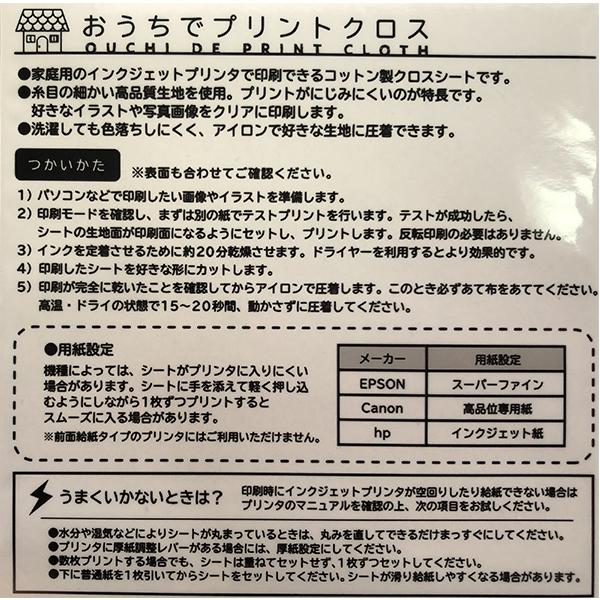 おうちでプリントクロス
OUCHI DE PRINT CLOTH
●家庭用のインクジェットプリンタで印刷できるコットン製クロスシートです。
●糸目の細かい高品質生地を使用。プリントがにじみにくいのが特長です。
好きなイラストや写真画像をクリアに印刷します。
●洗濯しても色落ちしにくく、アイロンで好きな生地に圧着できます。
つかいかた ※表面も合わせてご確認ください。
1）パソコンなどで印刷したい画像やイラストを準備します。
2）印刷モードを確認し、まずは別の紙でテストプリントを行います。テストが成功したら、
シートの生地面が印刷面になるようにセットし、プリントします。反転印刷の必要はありません。
3）インクを定着させるために約20分乾燥させます。ドライヤーを利用するとより効果的です。
4）印刷したシートを好きな形にカットします。
5）印刷が完全に乾いたことを確認してからアイロンで圧着します。このとき必ずあて布をあててください。
高温・ドライの状態で15〜20秒間、動かさずに圧着してください。
●用紙設定
機種によっては、シートがプリンタに入りにくい
場合があります。シートに手を添えて軽く押し込
むようにしながら1枚ずつプリントすると
スムーズに入る場合があります。
※前面給紙タイプのプリンタにはご利用いただけません。
メーカー 用紙設定
EPSON スーパーファイン
Canon 高品位専用紙
hp インクジェット紙
うまくいかないときは？
印刷時にインクジェットプリンタが空回りしたり給紙できない場合は
プリンタのマニュアルを確認の上、次の項目をお試しください。
●水分や湿気などによりシートが丸まっているときは、丸みを直してできるだけまっすぐにしてください。
●プリンタに厚紙調整レバーがある場合には、厚紙設定にしてください。
●数枚プリントする場合でも、シートは重ねてセットせず、1枚ずつセットしてください。
●下に普通紙を1枚引いてからシートをセットしてください。シートが滑り給紙しやすくなる場合があります。